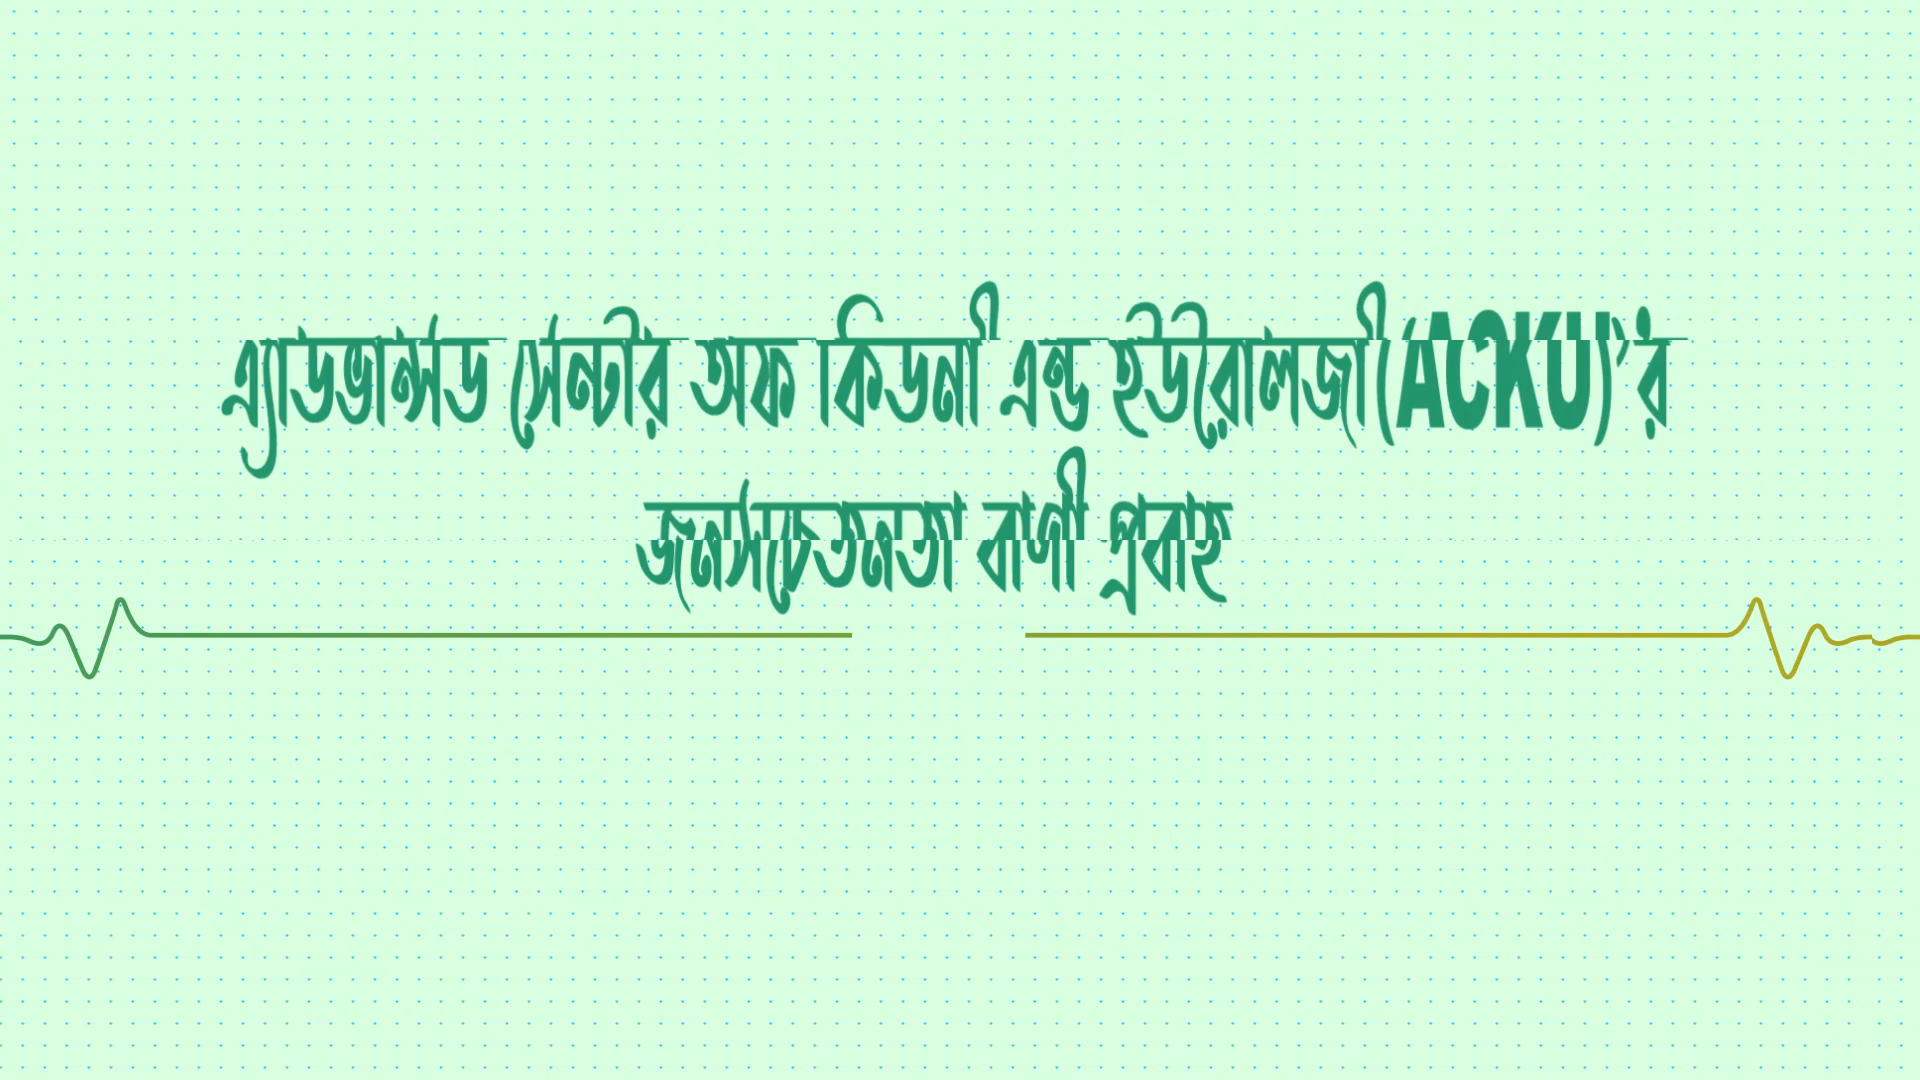 এ্যাডভান্সড সেন্টার অফ কিডনী এন্ড ইউরোলজী(ACKU)’র
জনসচেতনতা বাণী প্রবাহ